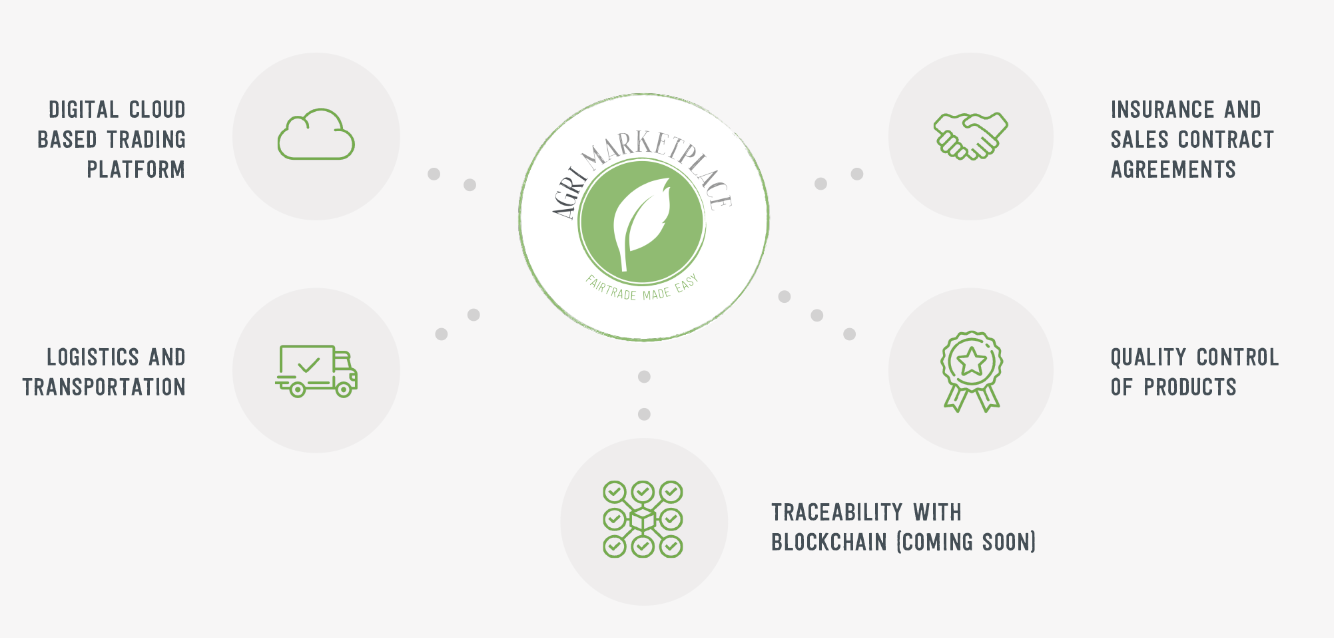 DIGITAL CLOUD
BASED TRADING
PLATFORM
AGRI MARKETPLACE
FAIRTRADE MADE EASY
INSURANCE AND
SALES CONTRACT
AGREEMENTS
LOGISTICS AND
TRANSPORTATION
QUALITY CONTROL
OF PRODUCTS
TRACEABILITY WITH
BLOCKCHAIN (COMING SOON)